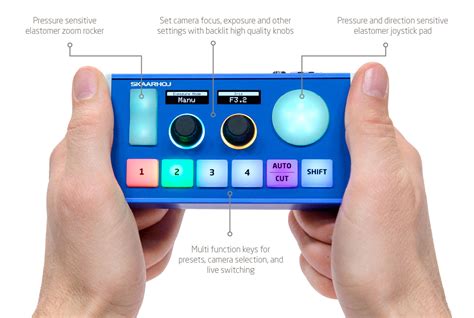 Pressure sensitive
elastomer zoom rocker
Set camera focus, exposure and other
settings with backlit high quality knobs
Pressure and direction sensitive
elastomer joystick pad
SKAARHOJ
Exposure Mode
Manu
F3.2
1
2
3
4
AUTO
CUT
SHIFT
Multi function keys for
presets, camera selection, and
live switching